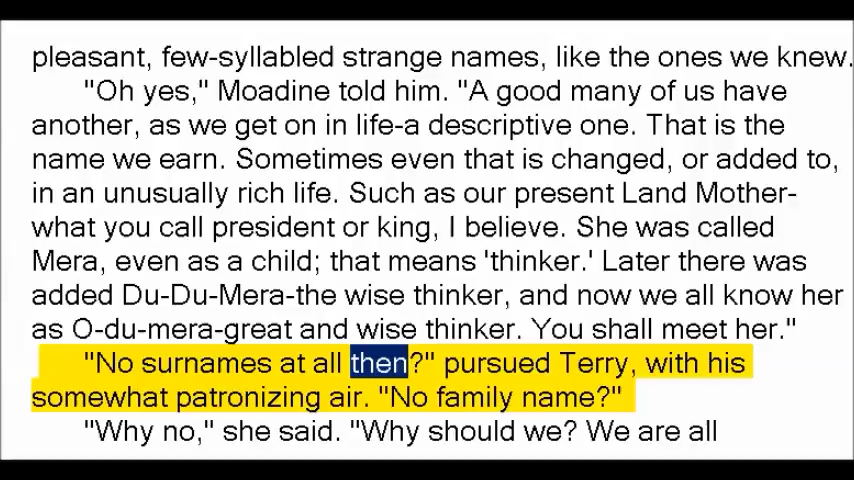 pleasant, few-syllabled strange names, like the ones we knew.
"Oh yes," Moadine told him. "A good many of us have
another, as we get on in life-a descriptive one. That is the
name we earn. Sometimes even that is changed, or added to,
in an unusually rich life. Such as our present Land Mother-
what you call president or king, I believe. She was called
Mera, even as a child; that means 'thinker.' Later there was
added Du-Du-Mera-the wise thinker, and now we all know her
as O-du-mera-great and wise thinker. You shall meet her."
"No surnames at all then?" pursued Terry, with his
somewhat patronizing air. "No family name?"
"Why no," she said. "Why should we? We are all